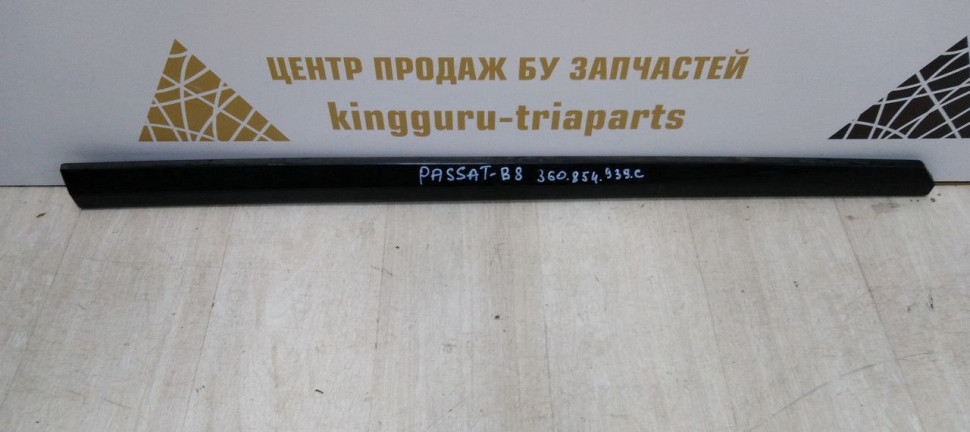 ЦЕНТР ПРОДАЖ БУ ЗАПЧАСТЕЙ
kingguru-triaparts
PASSAT-B8 3G0.854.939.C